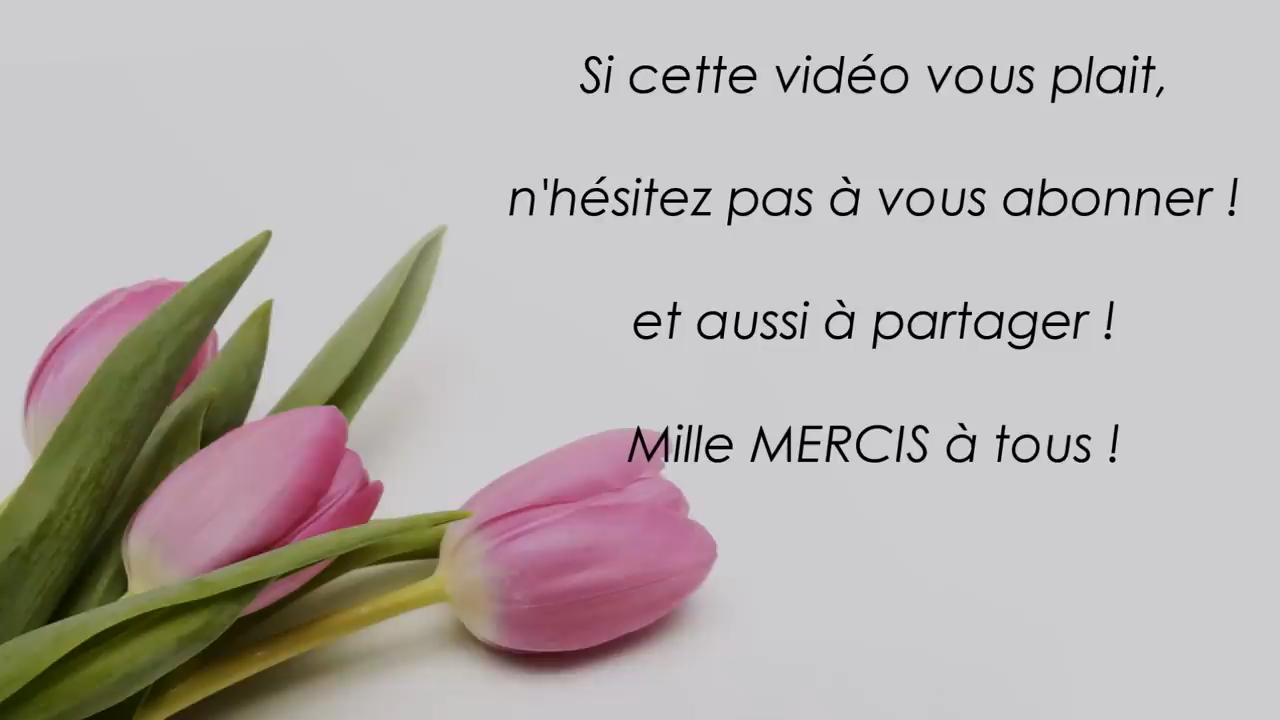 Si cette vidéo vous plait,
n'hésitez pas à vous abonner !
et aussi à partager !
Mille MERCIS à tous !